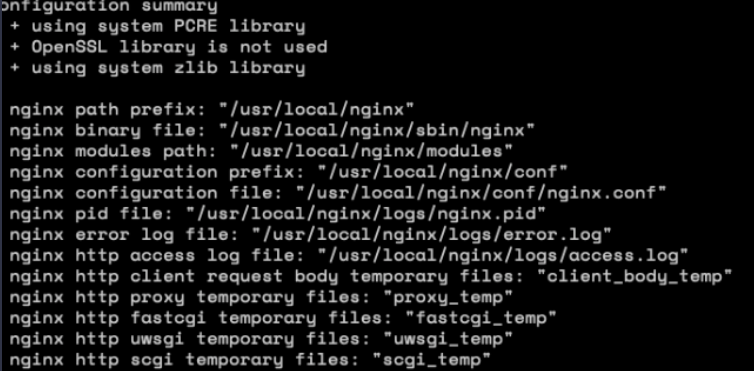 onfiguration summary
+ using system PCRE library
+ OpenSSL library is not used
+ using system zlib library
nginx path prefix: "/usr/local/nginx"
nginx binary file: "/usr/local/nginx/sbin/nginx"
nginx modules path: "/usr/local/nginx/modules"
nginx configuration prefix: "/usr/local/nginx/conf"
nginx configuration file: "/usr/local/nginx/conf/nginx.conf"
nginx pid file: "/usr/local/nginx/logs/nginx.pid"
nginx error log file: "/usr/local/nginx/logs/error.log"
nginx http access log file: "/usr/local/nginx/logs/access.log"
nginx http client request body temporary files: "client_body_temp"
nginx http proxy temporary files: "proxy_temp"
nginx http fastcgi temporary files: "fastcgi_temp"
nginx http uwsgi temporary files: "uwsgi_temp"
nginx http scgi temporary files: "scgi_temp"